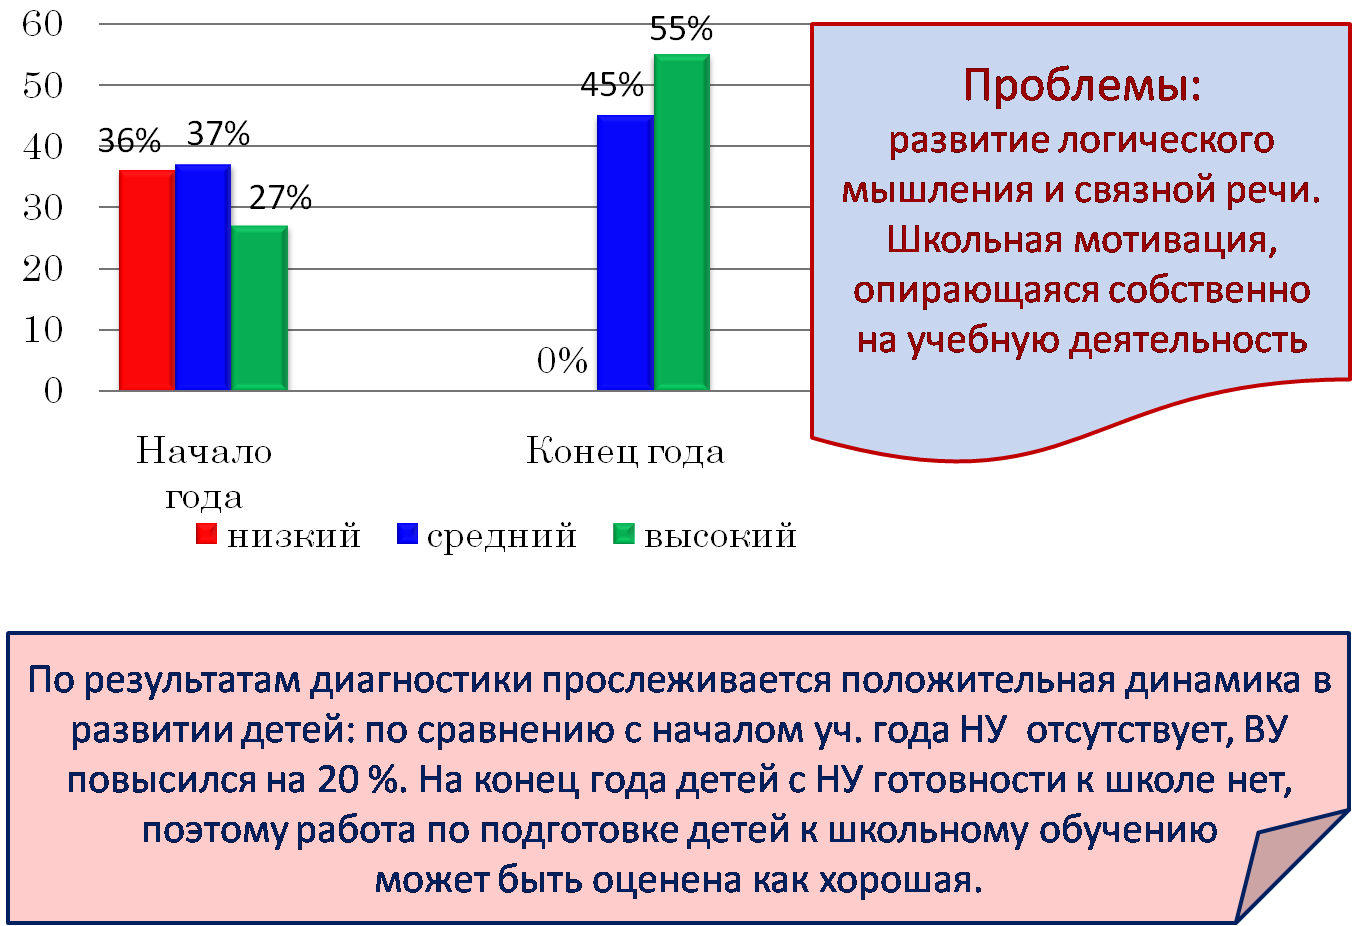 60
50
40
30
20
10
0
36%
37%
27%
0%
45%
55%
Начало
года
Конец года
низкий
средний
высокий
Проблемы:
развитие логического
мышления и связной речи.
Школьная мотивация,
опирающаяся собственно
на учебную деятельность
По результатам диагностики прослеживается положительная динамика в
развитии детей: по сравнению с началом уч. года НУ отсутствует, ВУ
повысился на 20 %. На конец года детей с НУ готовности к школе нет,
поэтому работа по подготовке детей к школьному обучению
может быть оценена как хорошая.